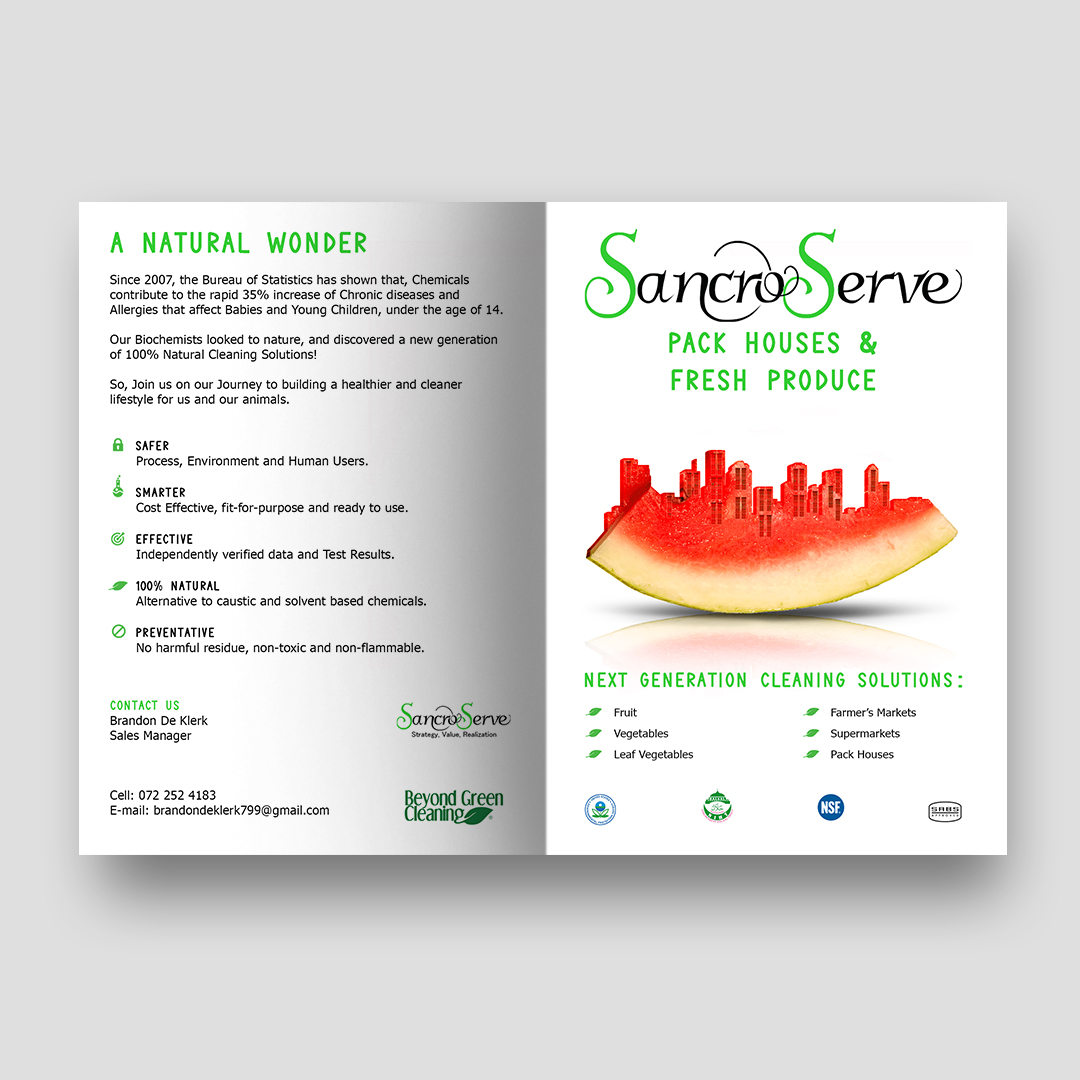 A NATURAL WONDER
Since 2007, the Bureau of Statistics has shown that, Chemicals
contribute to the rapid 35% increase of Chronic diseases and
Allergies that affect Babies and Young Children, under the age of 14.
Our Biochemists looked to nature, and discovered a new generation
of 100% Natural Cleaning Solutions!
So, Join us on our Journey to building a healthier and cleaner
lifestyle for us and our animals.
SAFER
Process, Environment and Human Users.
SMARTER
Cost Effective, fit-for-purpose and ready to use.
EFFECTIVE
Independently verified data and Test Results.
100% NATURAL
Alternative to caustic and solvent based chemicals.
PREVENTATIVE
No harmful residue, non-toxic and non-flammable.
CONTACT US
Brandon De Klerk
Sales Manager
SancroServe
Strategy, Value, Realization
Cell: 072 252 4183
E-mail: brandondeklerk799@gmail.com
Beyond Green
Cleaning®
SancroServe
PACK HOUSES &
FRESH PRODUCE
NEXT GENERATION CLEANING SOLUTIONS:
Fruit
Vegetables
Leaf Vegetables
Farmer's Markets
Supermarkets
Pack Houses
NSF
SABS
APPROVED